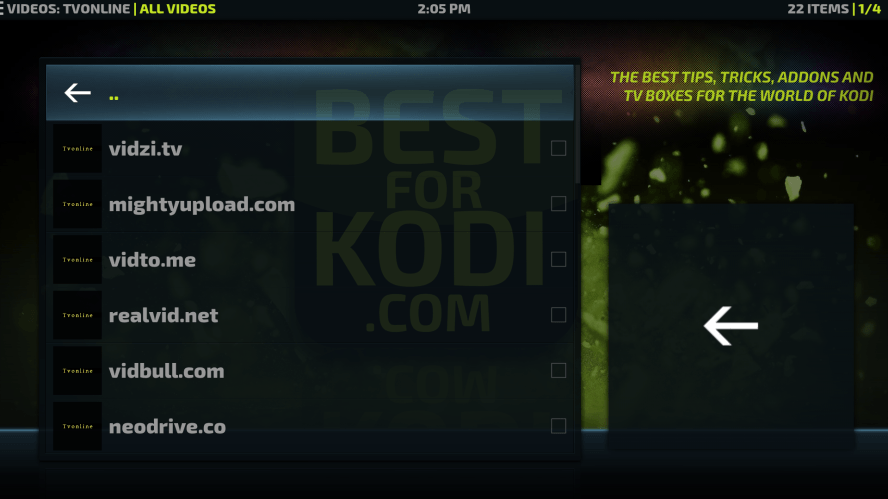 VIDEOS: TVONLINE | ALL VIDEOS
2:05 PM
22 ITEMS | 1/4
THE BEST TIPS, TRICKS, ADDONS AND
TV BOXES FOR THE WORLD OF KODI
..
Tvonline vidzi.tv
Tvonline mightyupload.com
Tvonline vidto.me
Tvonline realvid.net
Tvonline vidbull.com
Tvonline neodrive.co
BEST
FOR
KODI
.COM